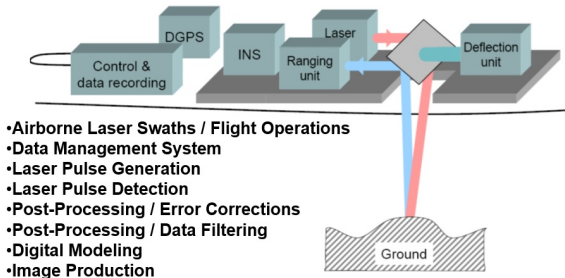 DGPS
Laser
Control &
data recording
INS
Ranging
unit
Deflection
unit
•Airborne Laser Swaths / Flight Operations
•Data Management System
•Laser Pulse Generation
•Laser Pulse Detection
•Post-Processing / Error Corrections
•Post-Processing / Data Filtering
•Digital Modeling
•Image Production
Ground